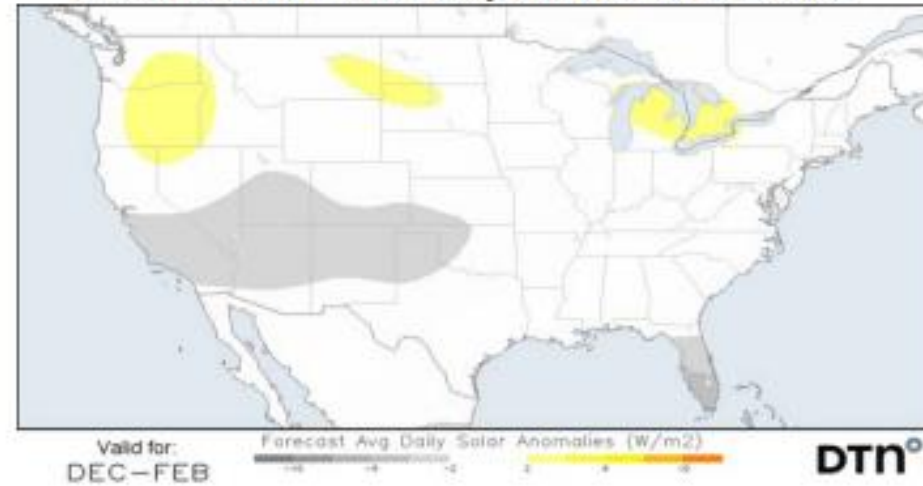 Valid for:
DEC–FEB
Forecast Avg Daily Solar Anomalies (W/m2)
DTN